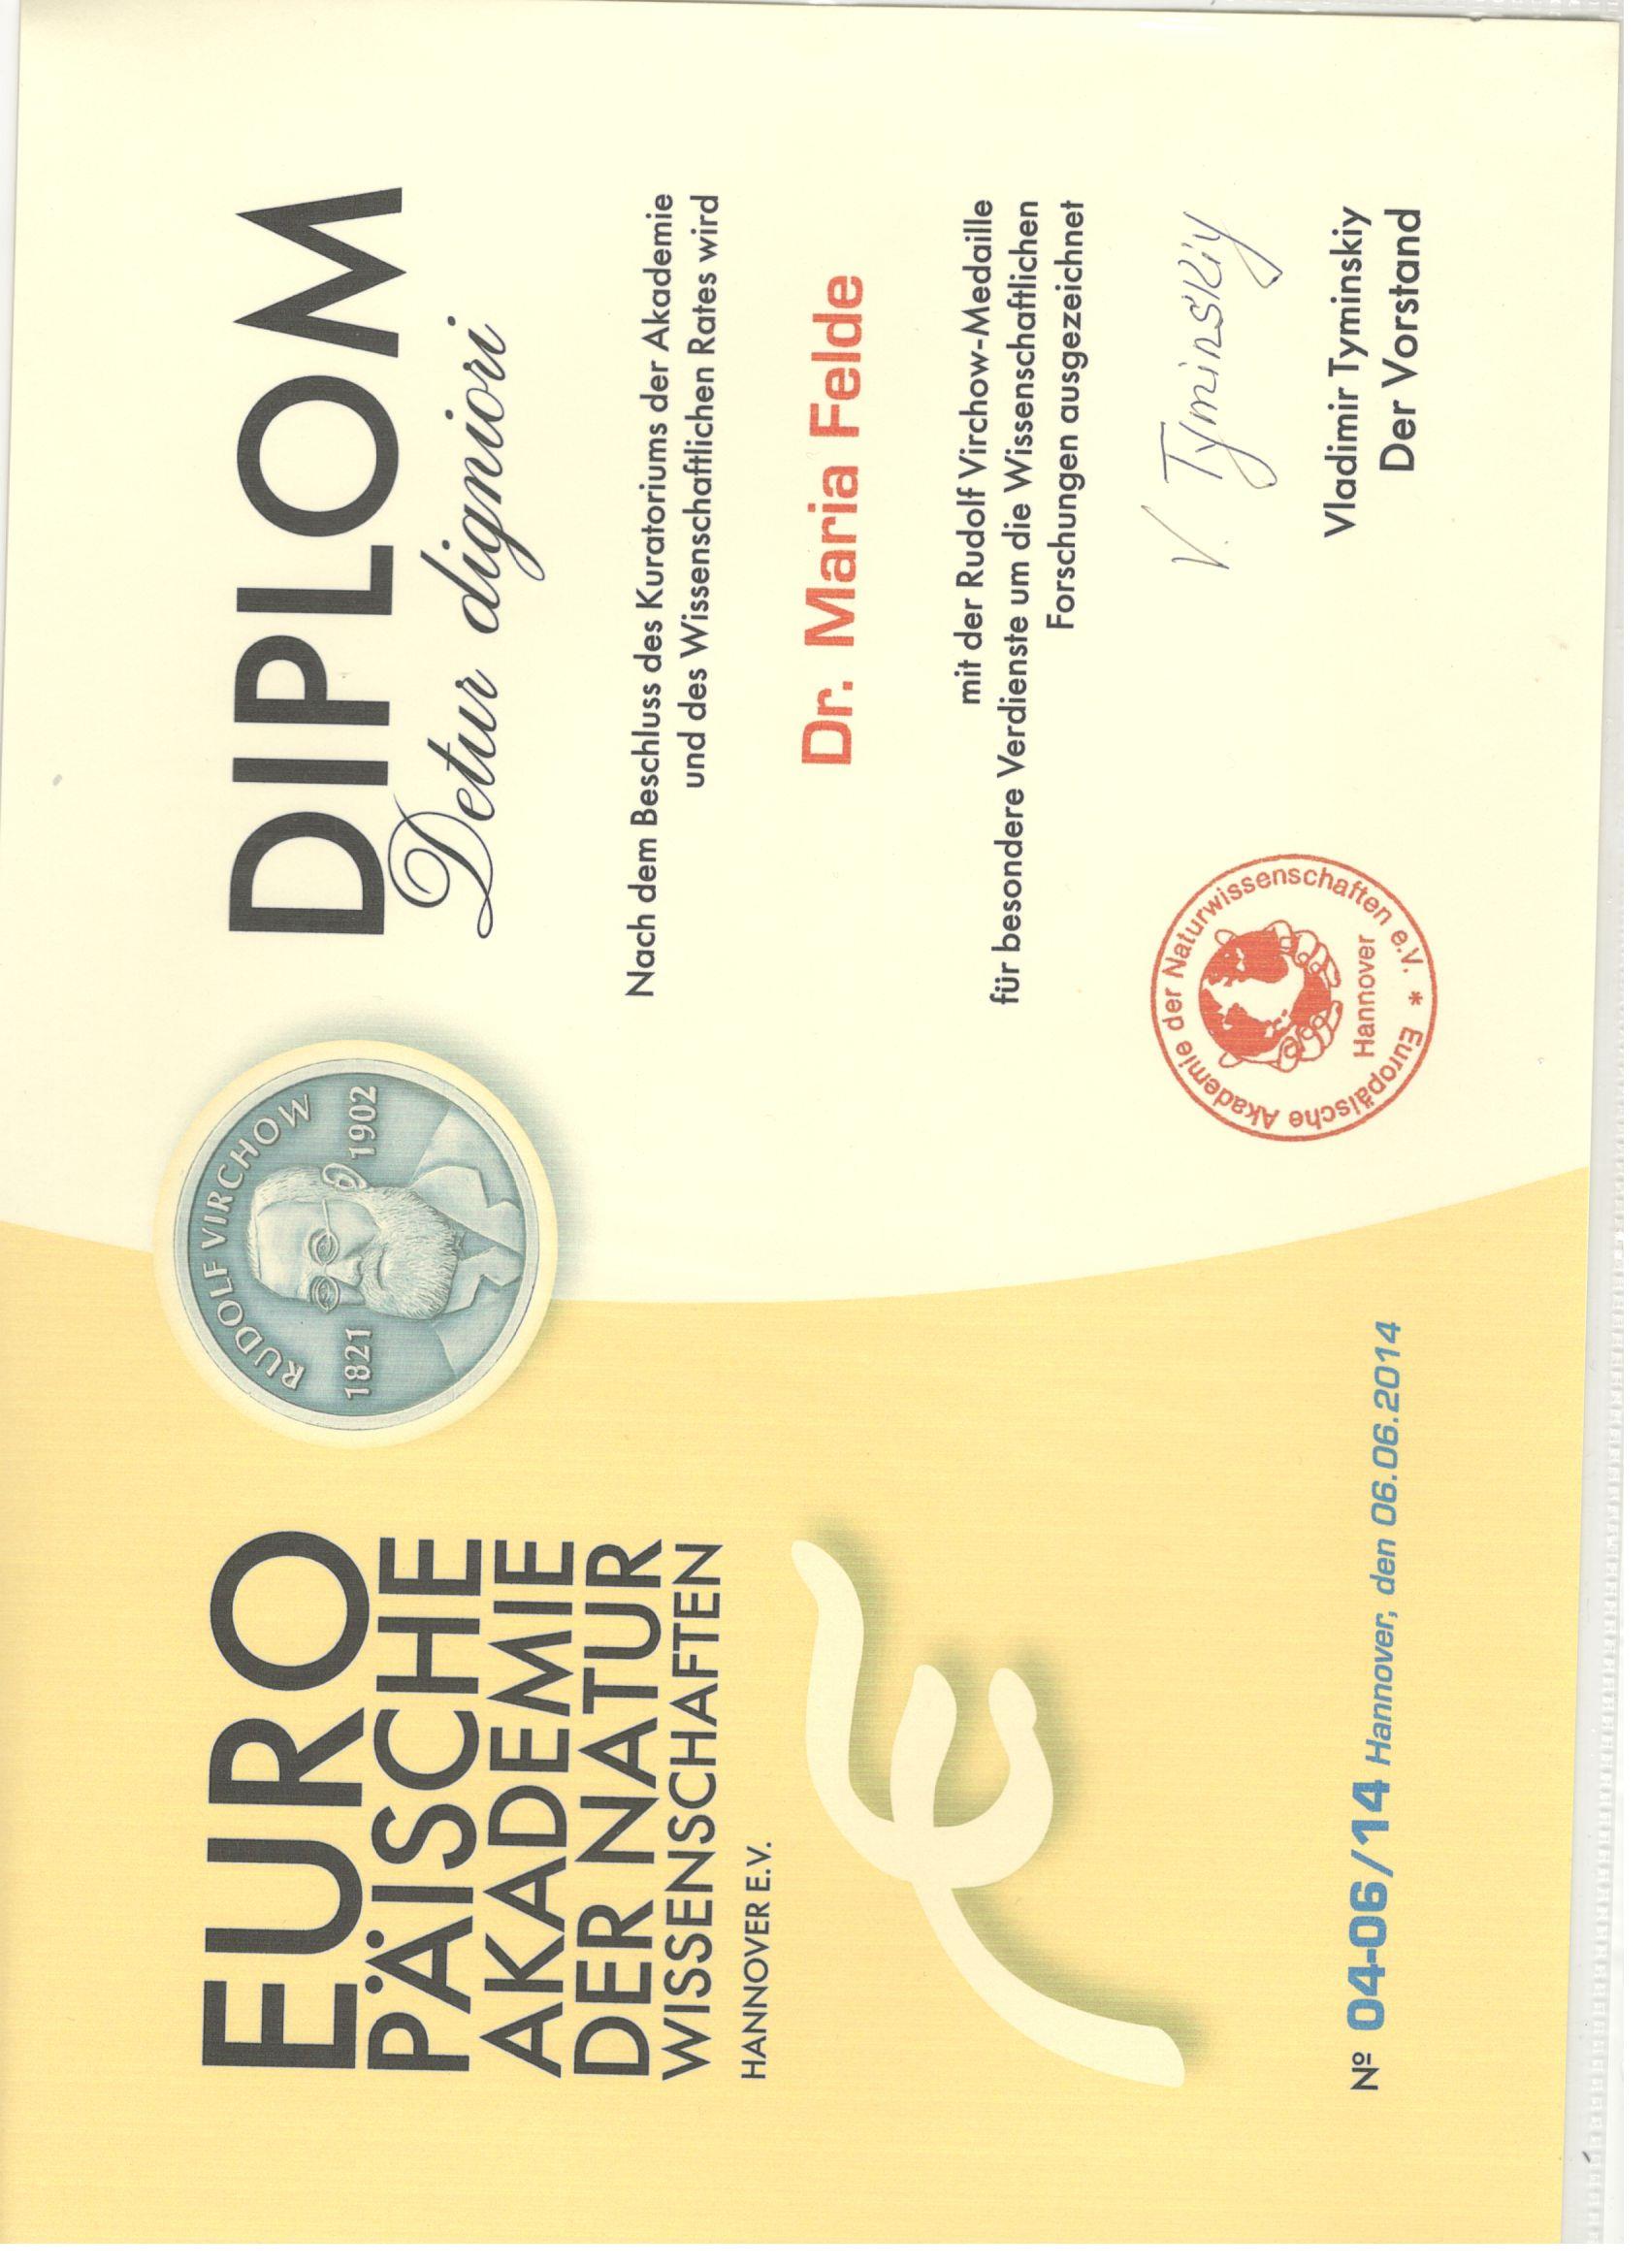 EURO
PÄISCHE
AKADEMIE
DER NATUR
WISSENSCHAFTEN
HANNOVER E.V.
RUDOLF VIRCHOW
1821 1902
DIPLOM
Detur digniori
Nach dem Beschluss des Kuratoriums der Akademie
und des Wissenschaftlichen Rates wird
Dr. Maria Felde
mit der Rudolf Virchow-Medaille
für besondere Verdienste um die Wissenschaftlichen
Forschungen ausgezeichnet
V. Tyminskiy
Vladimir Tyminskiy
Der Vorstand
Europäische Akademie der Naturwissenschaften e.V. *
Hannover
Nº 04-06/14 Hannover, den 06.06.2014